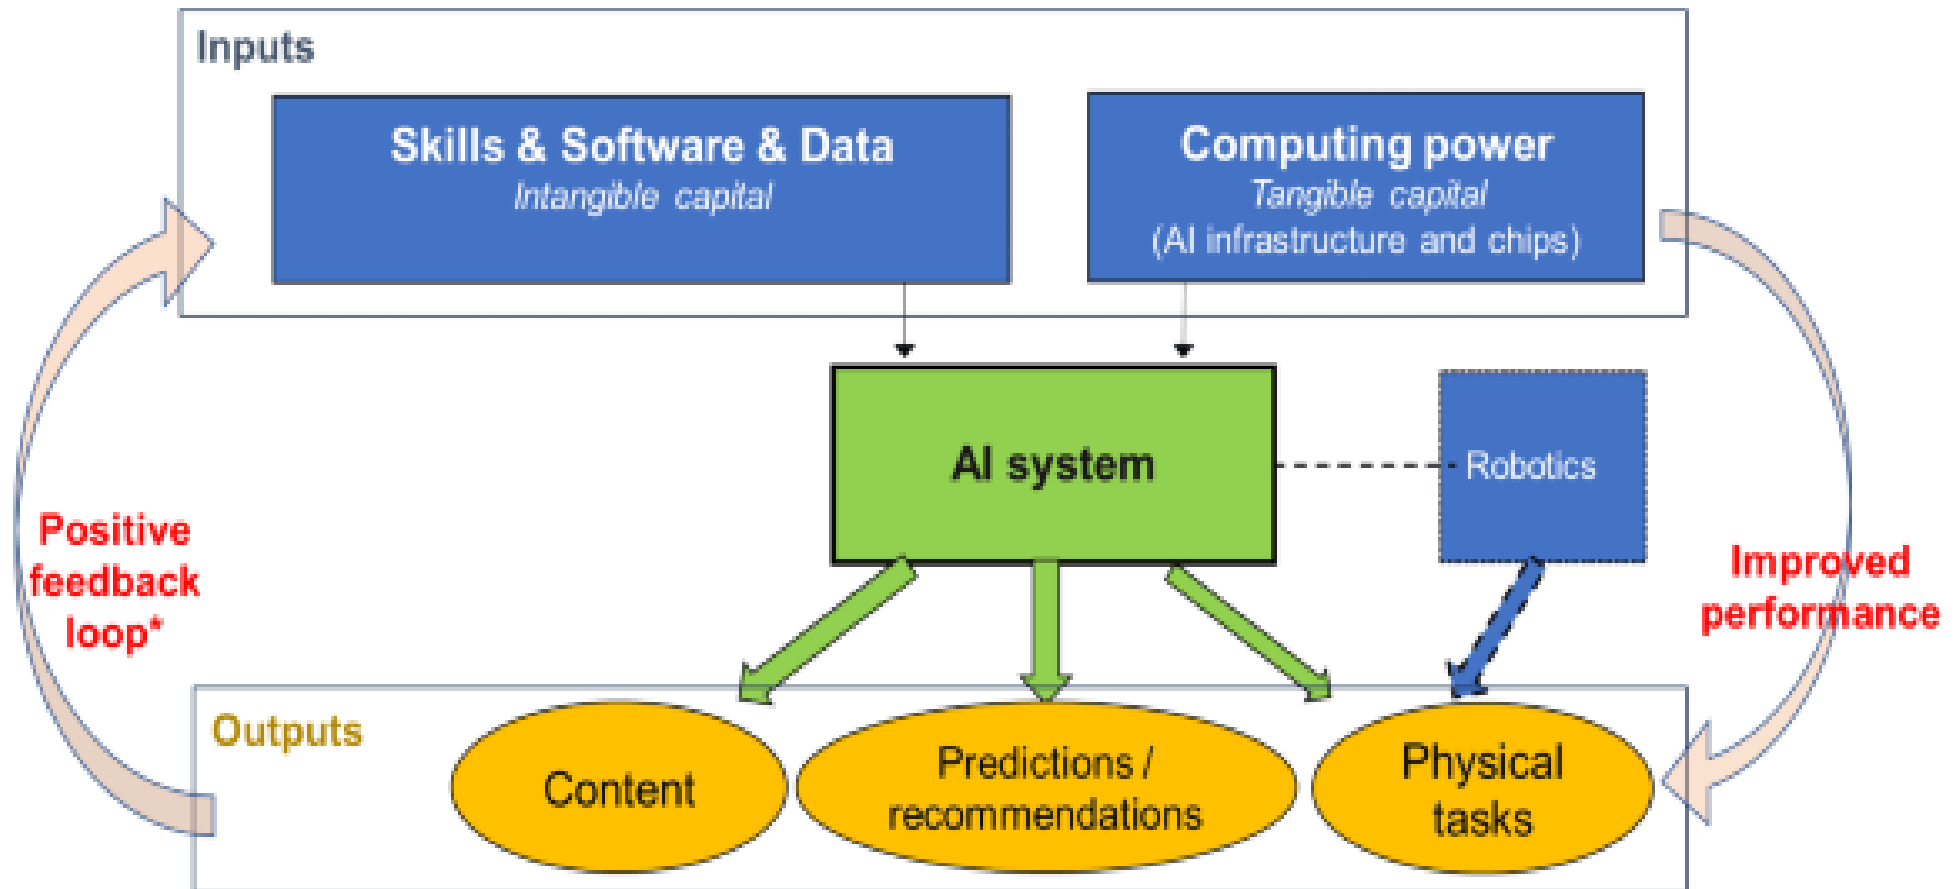 Inputs
Skills & Software & Data
Intangible capital
Computing power
Tangible capital
(AI infrastructure and chips)
AI system
Robotics
Positive
feedback
loop*
Improved
performance
Outputs
Content
Predictions /
recommendations
Physical
tasks